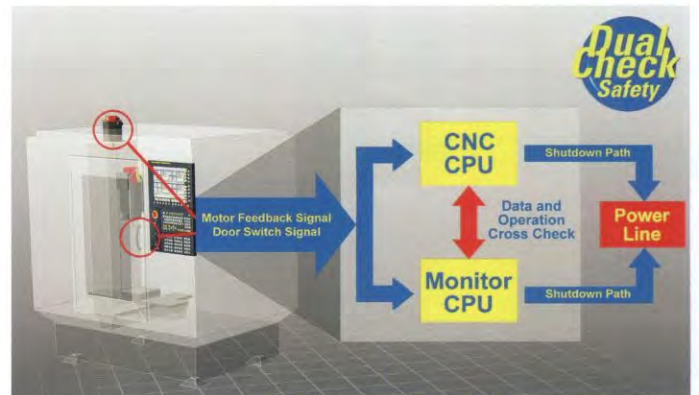 Dual
Check
Safety
CNC
CPU
Shutdown Path
Motor Feedback Signal
Door Switch Signal
Data and
Operation
Cross Check
Power
Line
Monitor
CPU
Shutdown Path